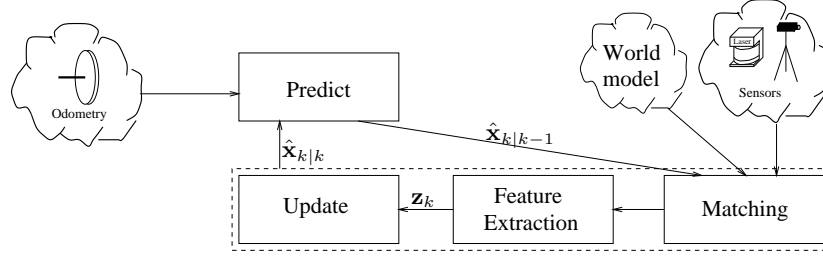 Odometry
Predict
World
model
Laser
Sensors
x̂ₖ|ₖ
x̂ₖ|ₖ₋₁
Update
zₖ
Feature
Extraction
Matching